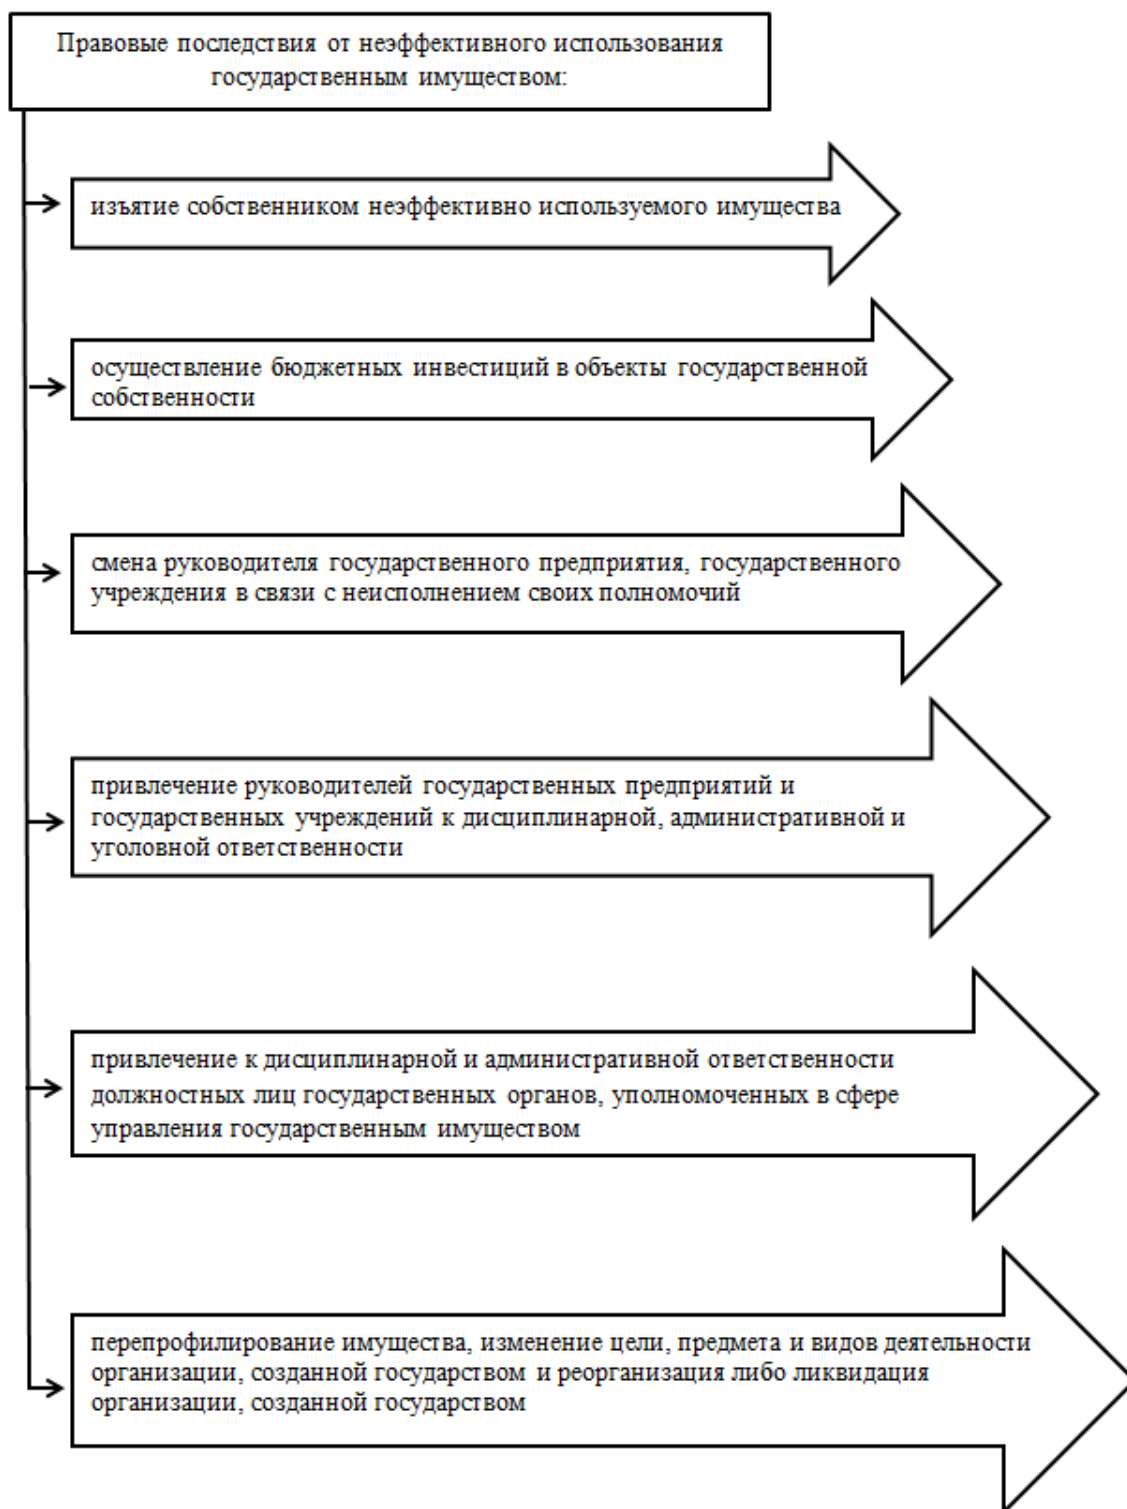 Правовые последствия от неэффективного использования
государственным имуществом:
изъятие собственником неэффективно используемого имущества
осуществление бюджетных инвестиций в объекты государственной
собственности
смена руководителя государственного предприятия, государственного
учреждения в связи с неисполнением своих полномочий
привлечение руководителей государственных предприятий и
государственных учреждений к дисциплинарной, административной и
уголовной ответственности
привлечение к дисциплинарной и административной ответственности
должностных лиц государственных органов, уполномоченных в сфере
управления государственным имуществом
перепрофилирование имущества, изменение цели, предмета и видов деятельности
организации, созданной государством и реорганизация либо ликвидация
организации, созданной государством